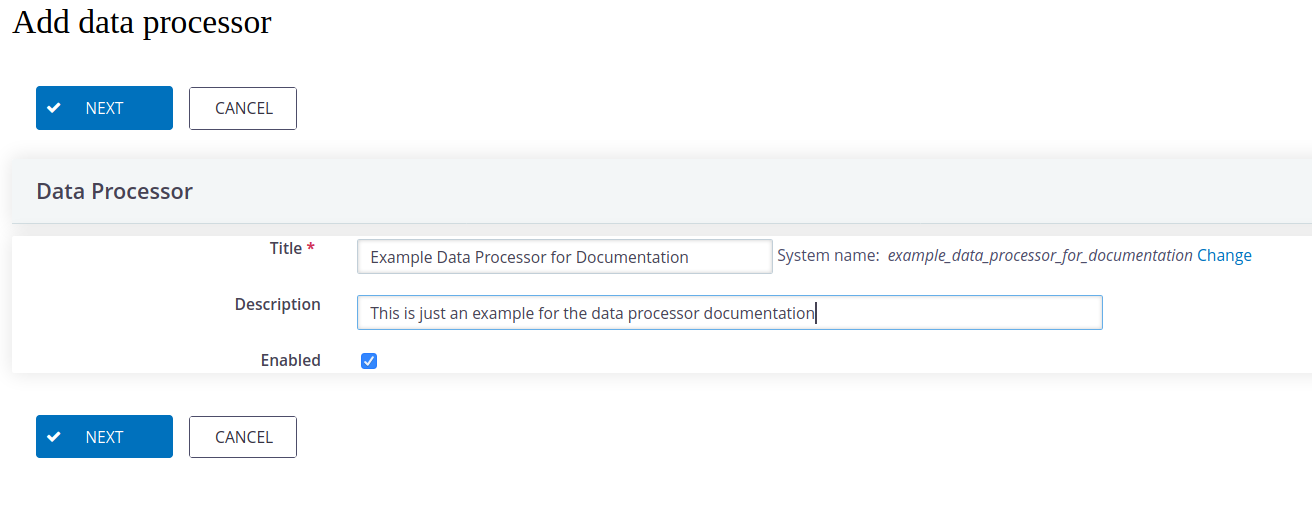 Add data processor
NEXT CANCEL
Data Processor
Title * Example Data Processor for Documentation System name: example_data_processor_for_documentation Change
Description This is just an example for the data processor documentation
Enabled
NEXT CANCEL